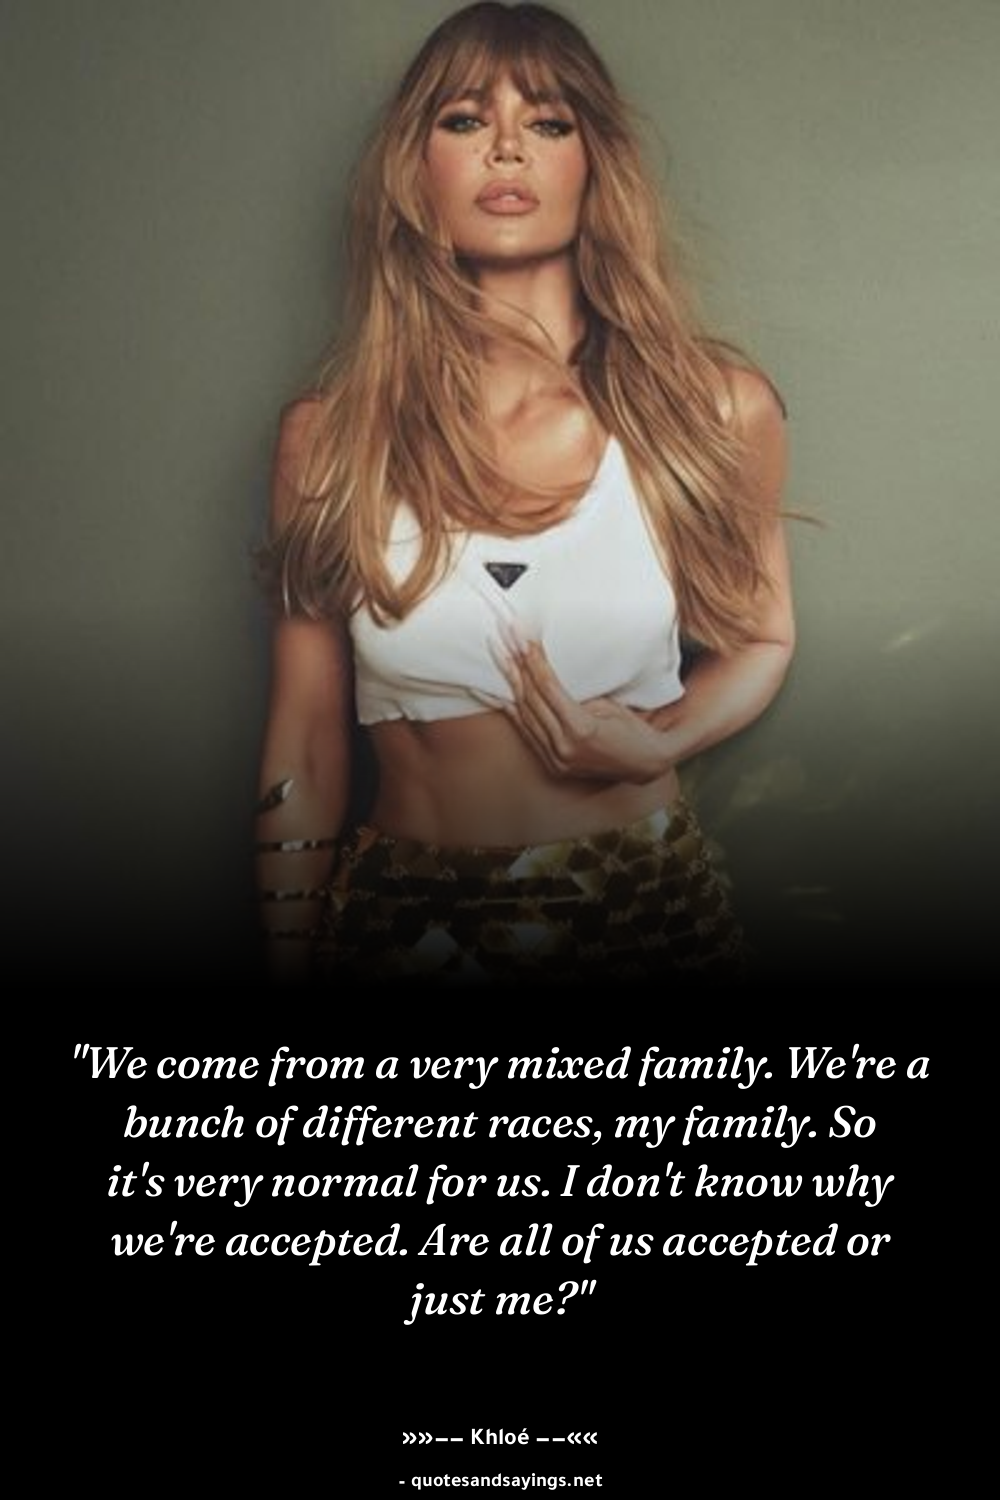 "We come from a very mixed family. We're a
bunch of different races, my family. So
it's very normal for us. I don't know why
we're accepted. Are all of us accepted or
just me?"
»»−− Khloé −−««
- quotesandsayings.net